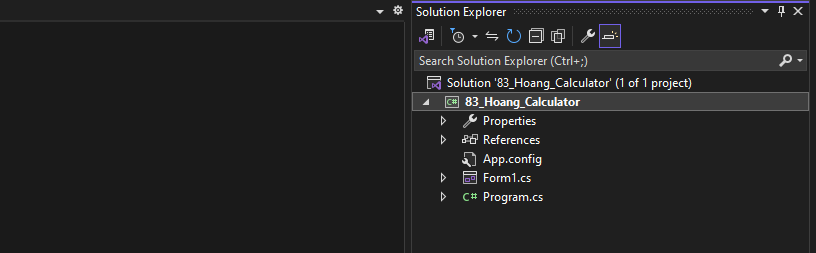 Solution Explorer
Search Solution Explorer (Ctrl+;)
Solution '83_Hoang_Calculator' (1 of 1 project)
C# 83_Hoang_Calculator
Properties
References
App.config
Form1.cs
C# Program.cs